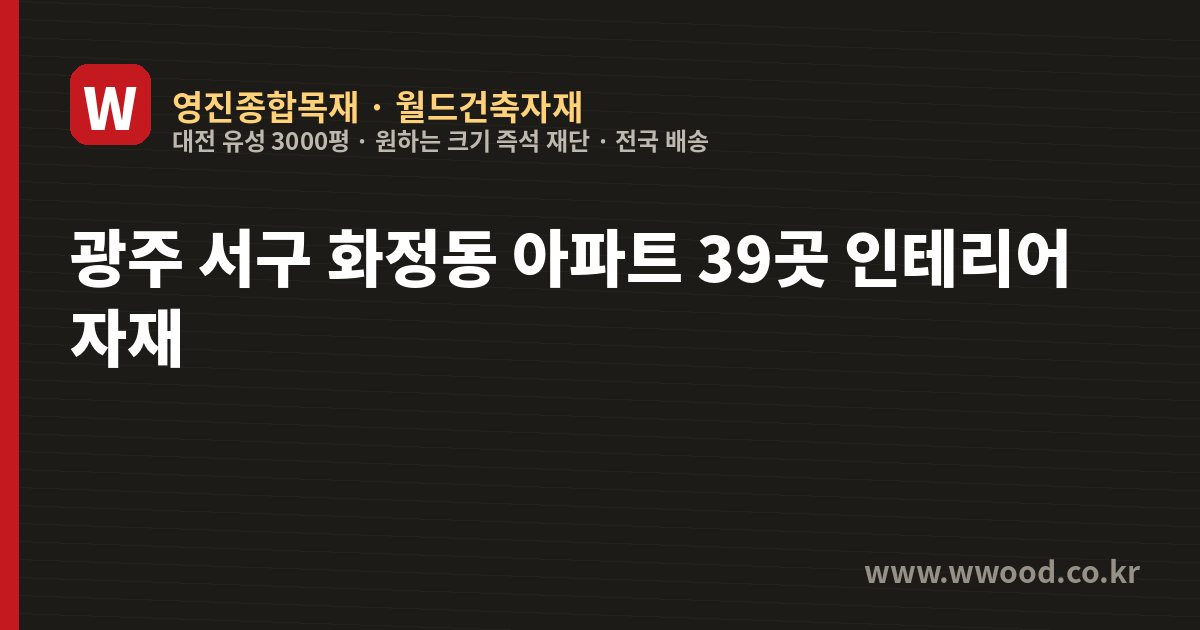 W
영진종합목재 · 월드건축자재
대전 유성 3000평 · 원하는 크기 즉석 재단 · 전국 배송
광주 서구 화정동 아파트 39곳 인테리어
자재
www.wwood.co.kr